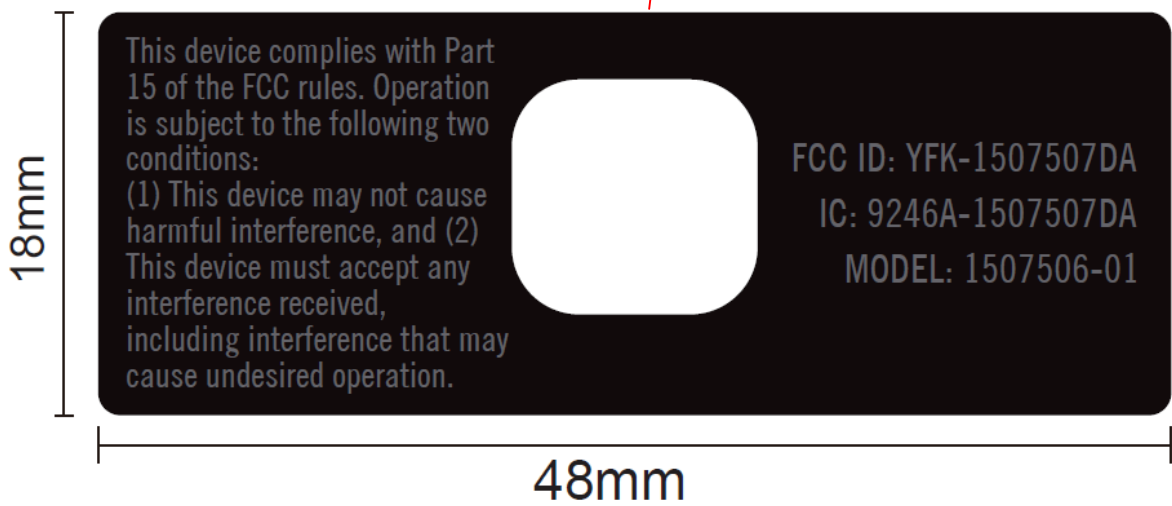 This device complies with Part
15 of the FCC rules. Operation
is subject to the following two
conditions:
(1) This device may not cause
harmful interference, and (2)
This device must accept any
interference received,
including interference that may
cause undesired operation.
FCC ID: YFK-1507507DA
IC: 9246A-1507507DA
MODEL: 1507506-01
18mm
48mm